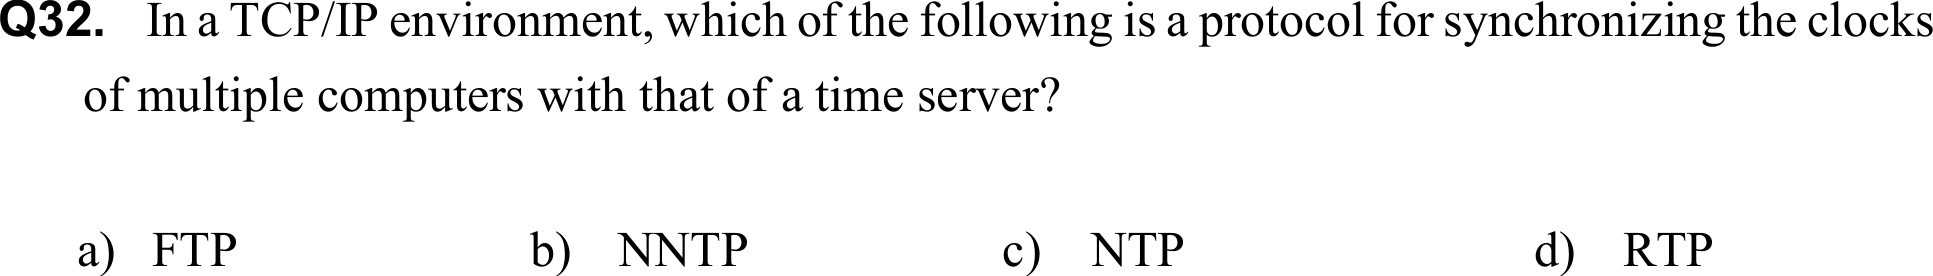 Q32. In a TCP/IP environment, which of the following is a protocol for synchronizing the clocks
of multiple computers with that of a time server?
a) FTP b) NNTP c) NTP d) RTP